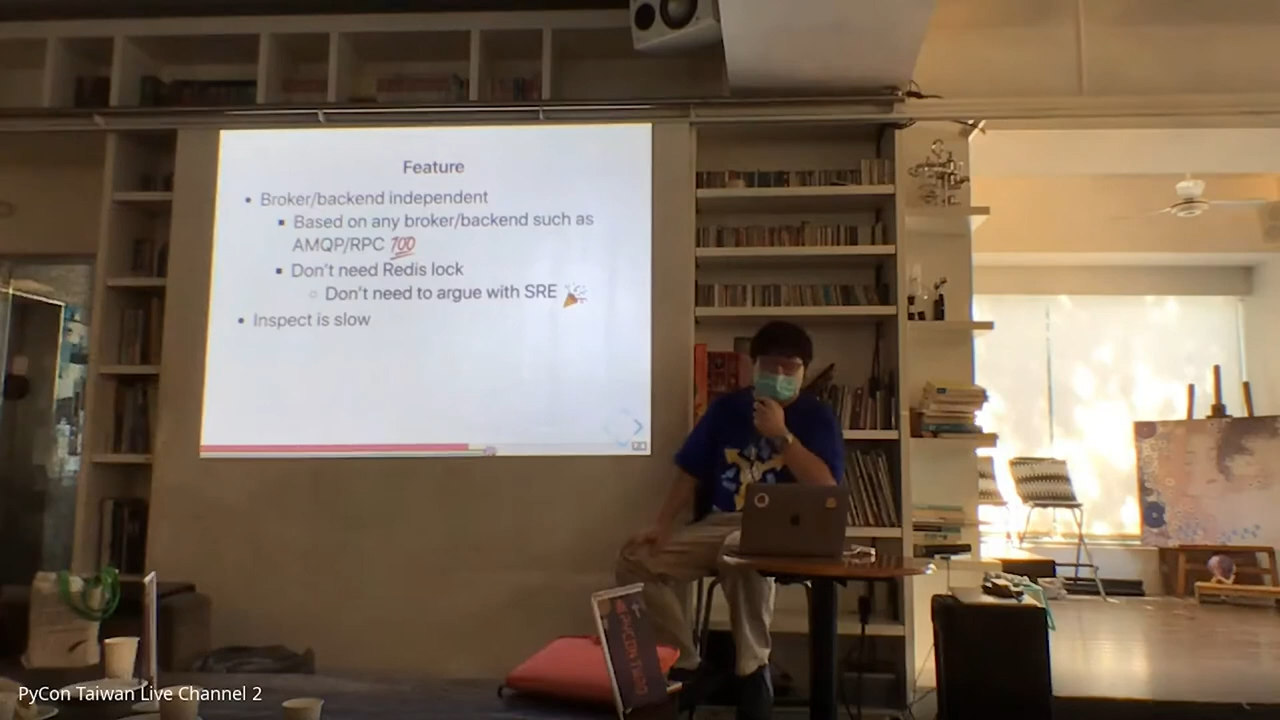 Feature
Broker/backend independent
Based on any broker/backend such as
AMQP/RPC 💯
Don't need Redis lock
Don't need to argue with SRE 🎉
Inspect is slow
PyCon Taiwan Live Channel 2